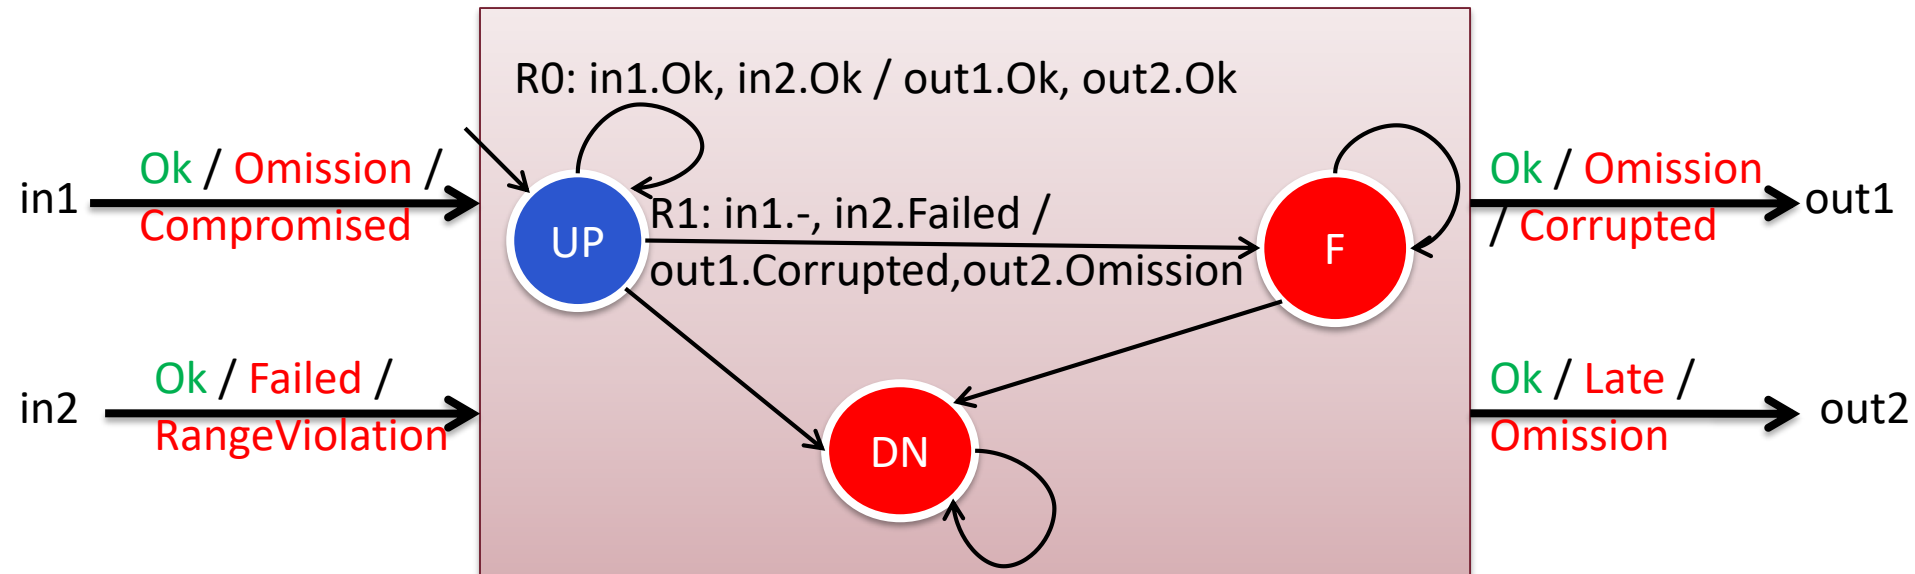 R0: in1.Ok, in2.Ok / out1.Ok, out2.Ok
in1
Ok / Omission /
Compromised
UP
R1: in1.-, in2.Failed /
out1.Corrupted,out2.Omission
F
Ok / Omission
/ Corrupted
out1
in2
Ok / Failed /
RangeViolation
DN
Ok / Late /
Omission
out2